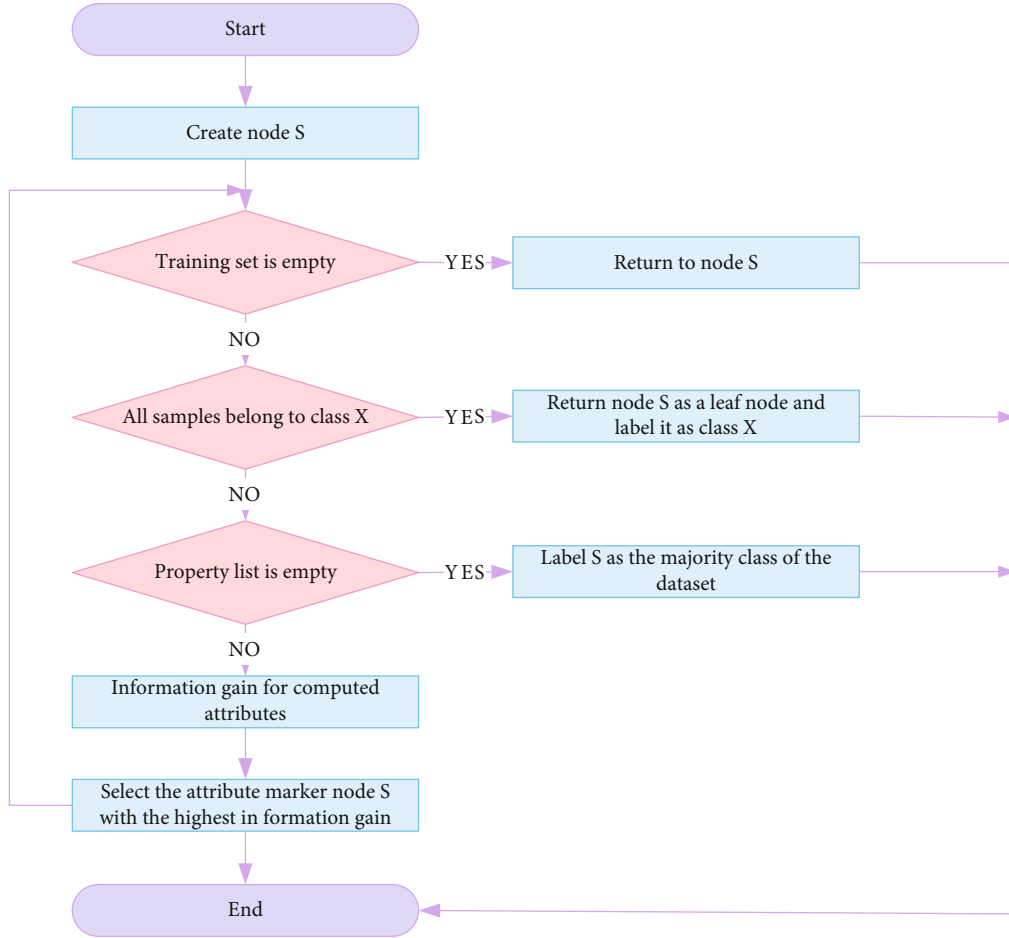 Start
Create node S
Training set is empty
YES
Return to node S
NO
All samples belong to class X
YES
Return node S as a leaf node and
label it as class X
NO
Property list is empty
YES
Label S as the majority class of the
dataset
NO
Information gain for computed
attributes
Select the attribute marker node S
with the highest in formation gain
End